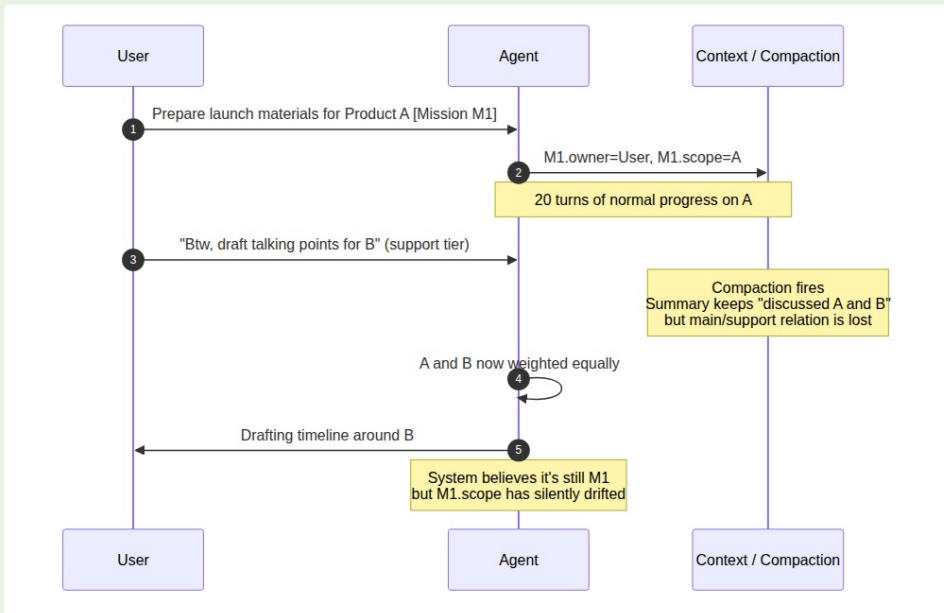 User
Agent
Context / Compaction
Prepare launch materials for Product A [Mission M1]
1
M1.owner=User, M1.scope=A
2
20 turns of normal progress on A
"Btw, draft talking points for B" (support tier)
3
Compaction fires
Summary keeps "discussed A and B"
but main/support relation is lost
A and B now weighted equally
4
Drafting timeline around B
5
System believes it's still M1
but M1.scope has silently drifted
User
Agent
Context / Compaction